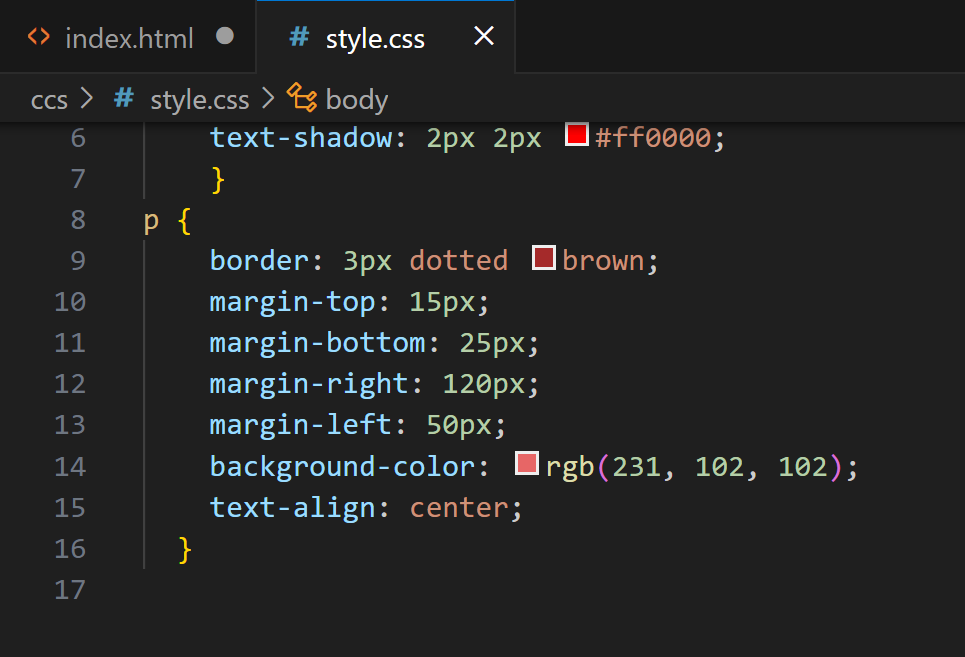 index.html
# style.css
ccs > # style.css > body
6 text-shadow: 2px 2px #ff0000;
7 }
8 p {
9 border: 3px dotted brown;
10 margin-top: 15px;
11 margin-bottom: 25px;
12 margin-right: 120px;
13 margin-left: 50px;
14 background-color: rgb(231, 102, 102);
15 text-align: center;
16 }
17